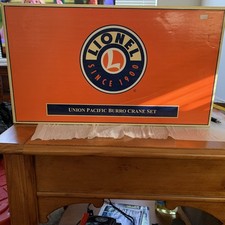 LIONEL
L
SINCE 1900
UNION PACIFIC BURRO CRANE SET